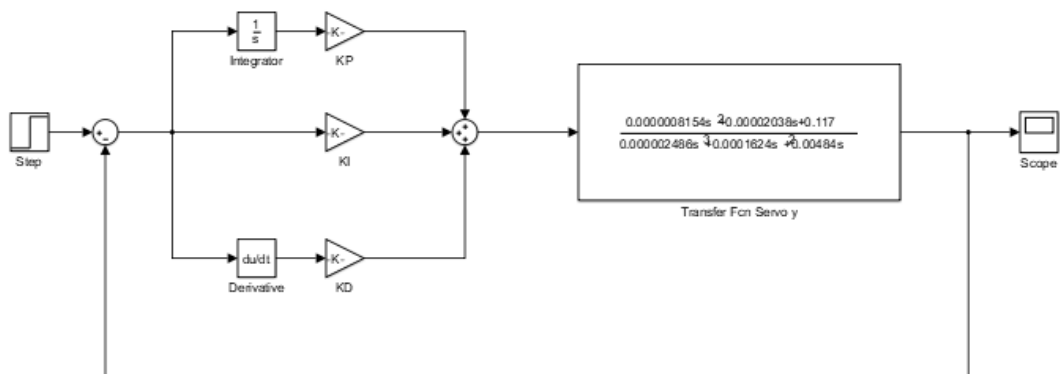 1
s
Integrator
-K-
KP
Step
+
−
-K-
KI
+
+
+
0.0000008154s 2+0.00002038s+0.117
0.000002486s 3+0.0001624s 2+0.00484s
Transfer Fcn Servo y
Scope
du/dt
Derivative
-K-
KD